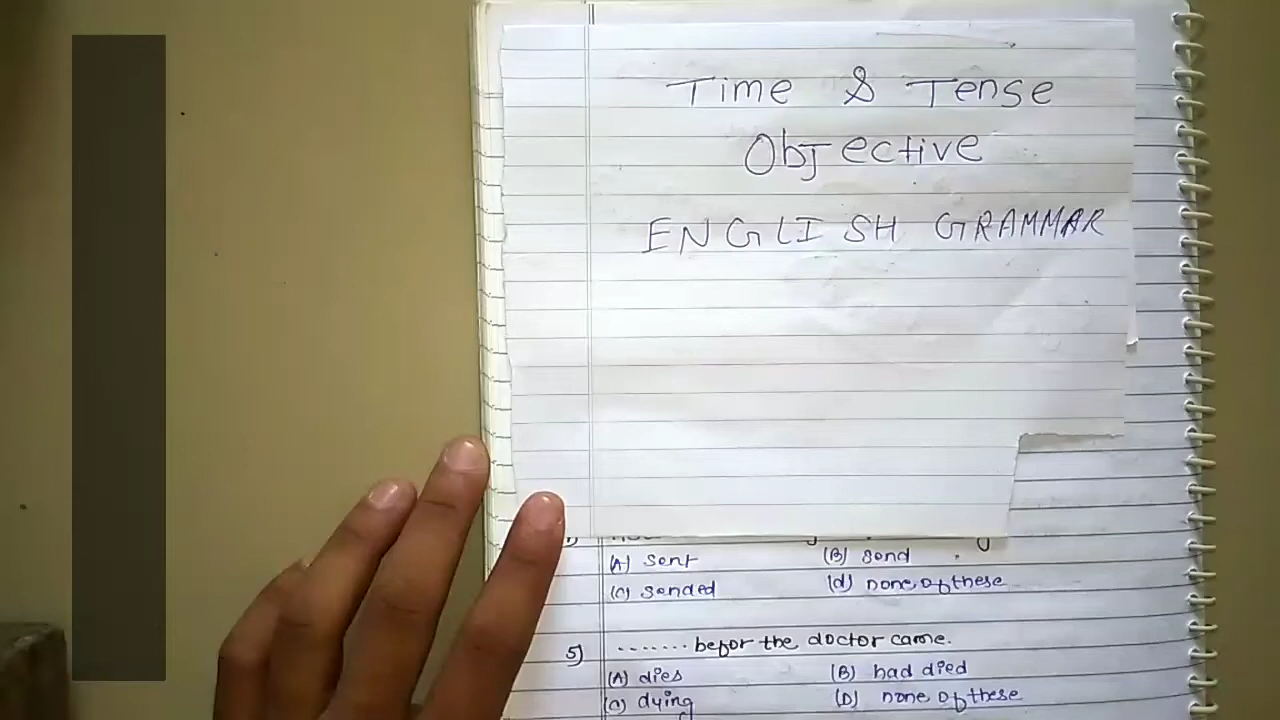 Time & Tense
Objective
ENGLISH GRAMMAR
(A) sent (B) send
(C) sended (d) none of these
5) ....... befor the doctor came.
(A) dies (B) had died
(C) dying (D) none of these